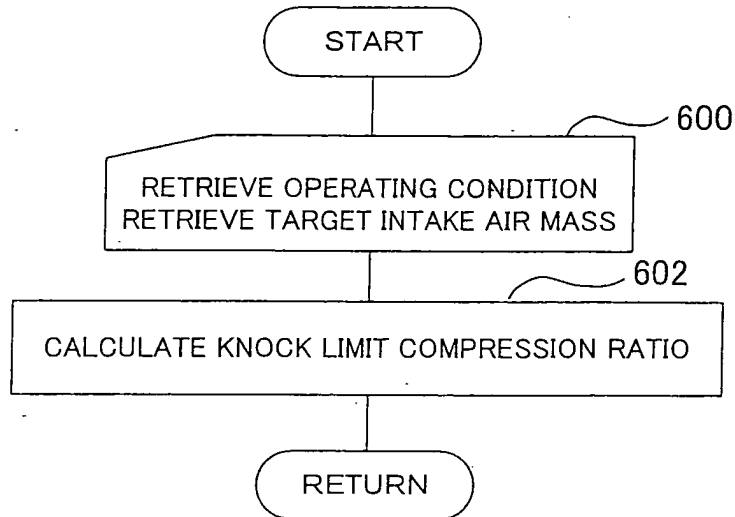 START
600
RETRIEVE OPERATING CONDITION
RETRIEVE TARGET INTAKE AIR MASS
602
CALCULATE KNOCK LIMIT COMPRESSION RATIO
RETURN